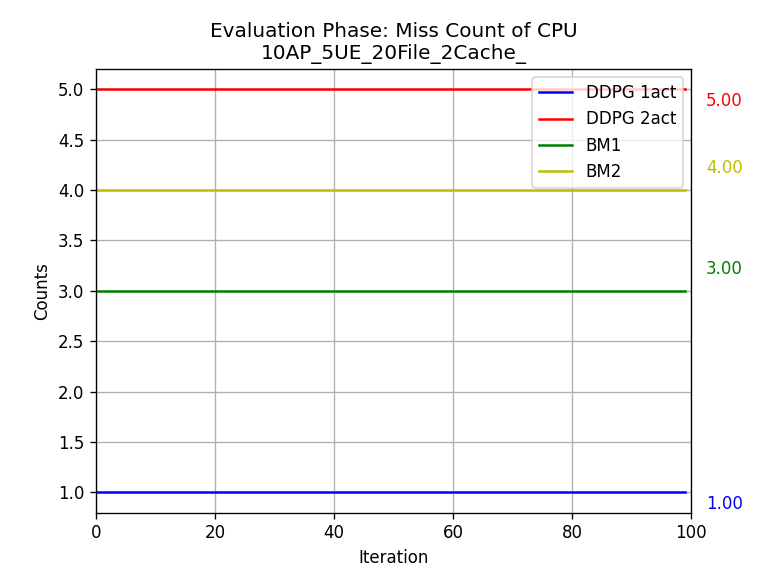 Evaluation Phase: Miss Count of CPU
10AP_5UE_20File_2Cache_
Counts
5.0
4.5
4.0
3.5
3.0
2.5
2.0
1.5
1.0
0
20
40
60
80
100
Iteration
DDPG 1act
DDPG 2act
BM1
BM2
5.00
4.00
3.00
1.00